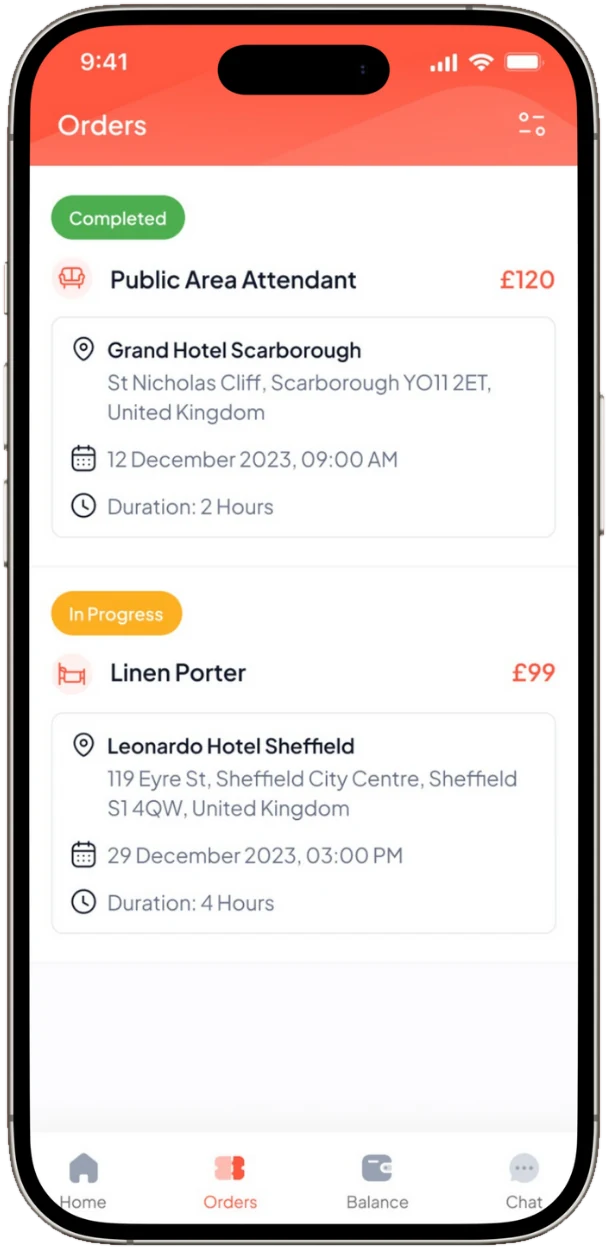 9:41
Orders
Completed
Public Area Attendant
£120
Grand Hotel Scarborough
St Nicholas Cliff, Scarborough YO11 2ET,
United Kingdom
12 December 2023, 09:00 AM
Duration: 2 Hours
In Progress
Linen Porter
£99
Leonardo Hotel Sheffield
119 Eyre St, Sheffield City Centre, Sheffield
S1 4QW, United Kingdom
29 December 2023, 03:00 PM
Duration: 4 Hours
Home
Orders
Balance
Chat